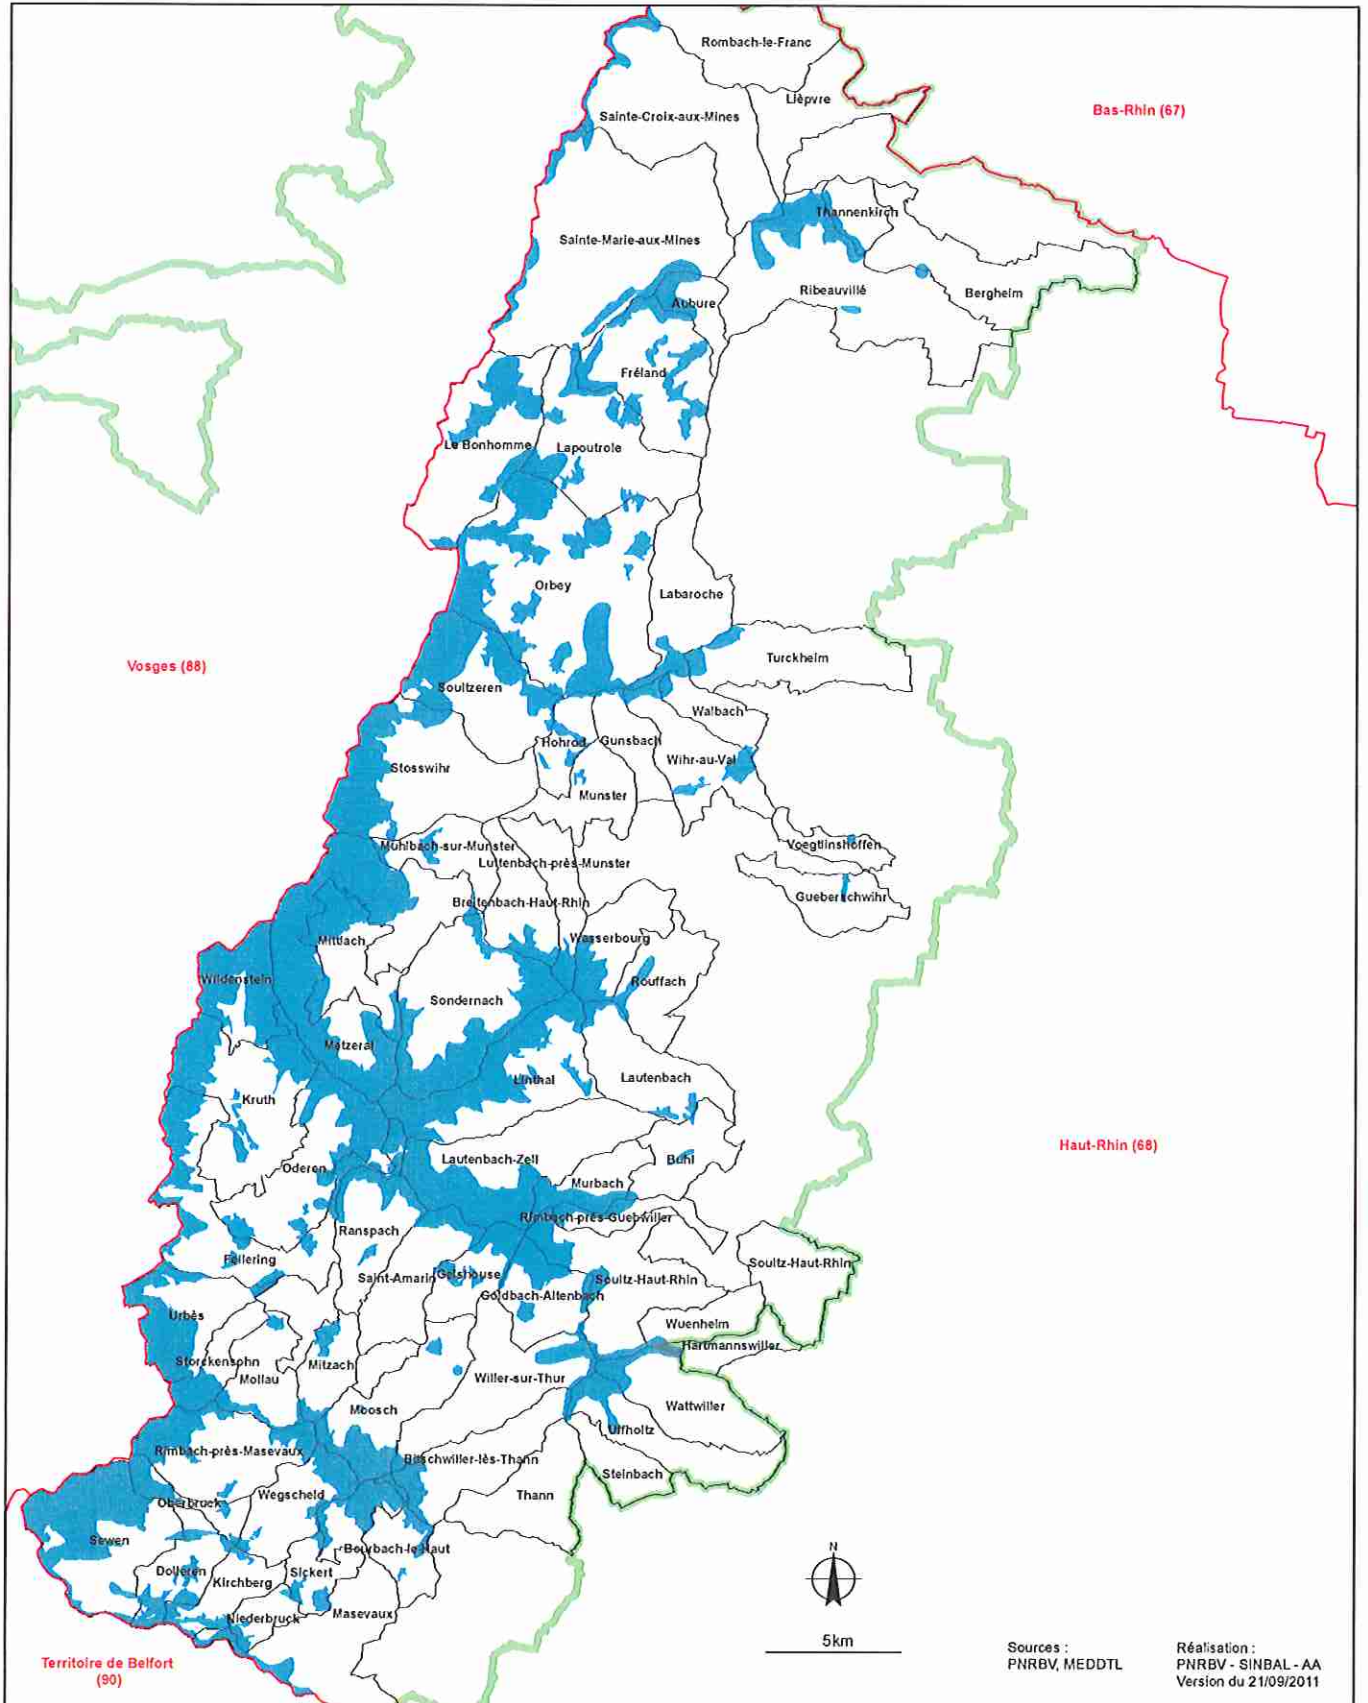 Rombach-le-Franc
Lièpvre
Bas-Rhin (67)
Sainte-Croix-aux-Mines
Thannenkirch
Sainte-Marie-aux-Mines
Ribeauvillé
Bergheim
Aubure
Fréland
Le Bonhomme
Lapoutroie
Orbey
Labaroche
Vosges (88)
Turckheim
Soultzeren
Walbach
Hohrod
Gunsbach
Wihr-au-Val
Stosswihr
Munster
Muhlbach-sur-Munster
Voegtlinshoffen
Luttenbach-près-Munster
Gueberschwihr
Breitenbach-Haut-Rhin
Mittlach
Wasserbourg
Wildenstein
Rouffach
Sondernach
Metzeral
Linthal
Lautenbach
Kruth
Haut-Rhin (68)
Lautenbach-Zell
Buhl
Oderen
Murbach
Rimbach-près-Guebwiller
Ranspach
Fellering
Soultz-Haut-Rhin
Saint-Amarin
Geishouse
Soultz-Haut-Rhin
Goldbach-Altenbach
Urbès
Wuenheim
Hartmannswiller
Storckensohn
Mitzach
Mollau
Willer-sur-Thur
Moosch
Wattwiller
Uffholtz
Rimbach-près-Masevaux
Bitschwiller-lès-Thann
Steinbach
Oberbruck
Wegscheid
Thann
Sewen
Bourbach-le-Haut
Dolleren
Sickert
Kirchberg
Niederbruck
Masevaux
N
5km
Territoire de Belfort
(90)
Sources :
PNRBV, MEDDTL
Réalisation :
PNRBV - SINBAL - AA
Version du 21/09/2011